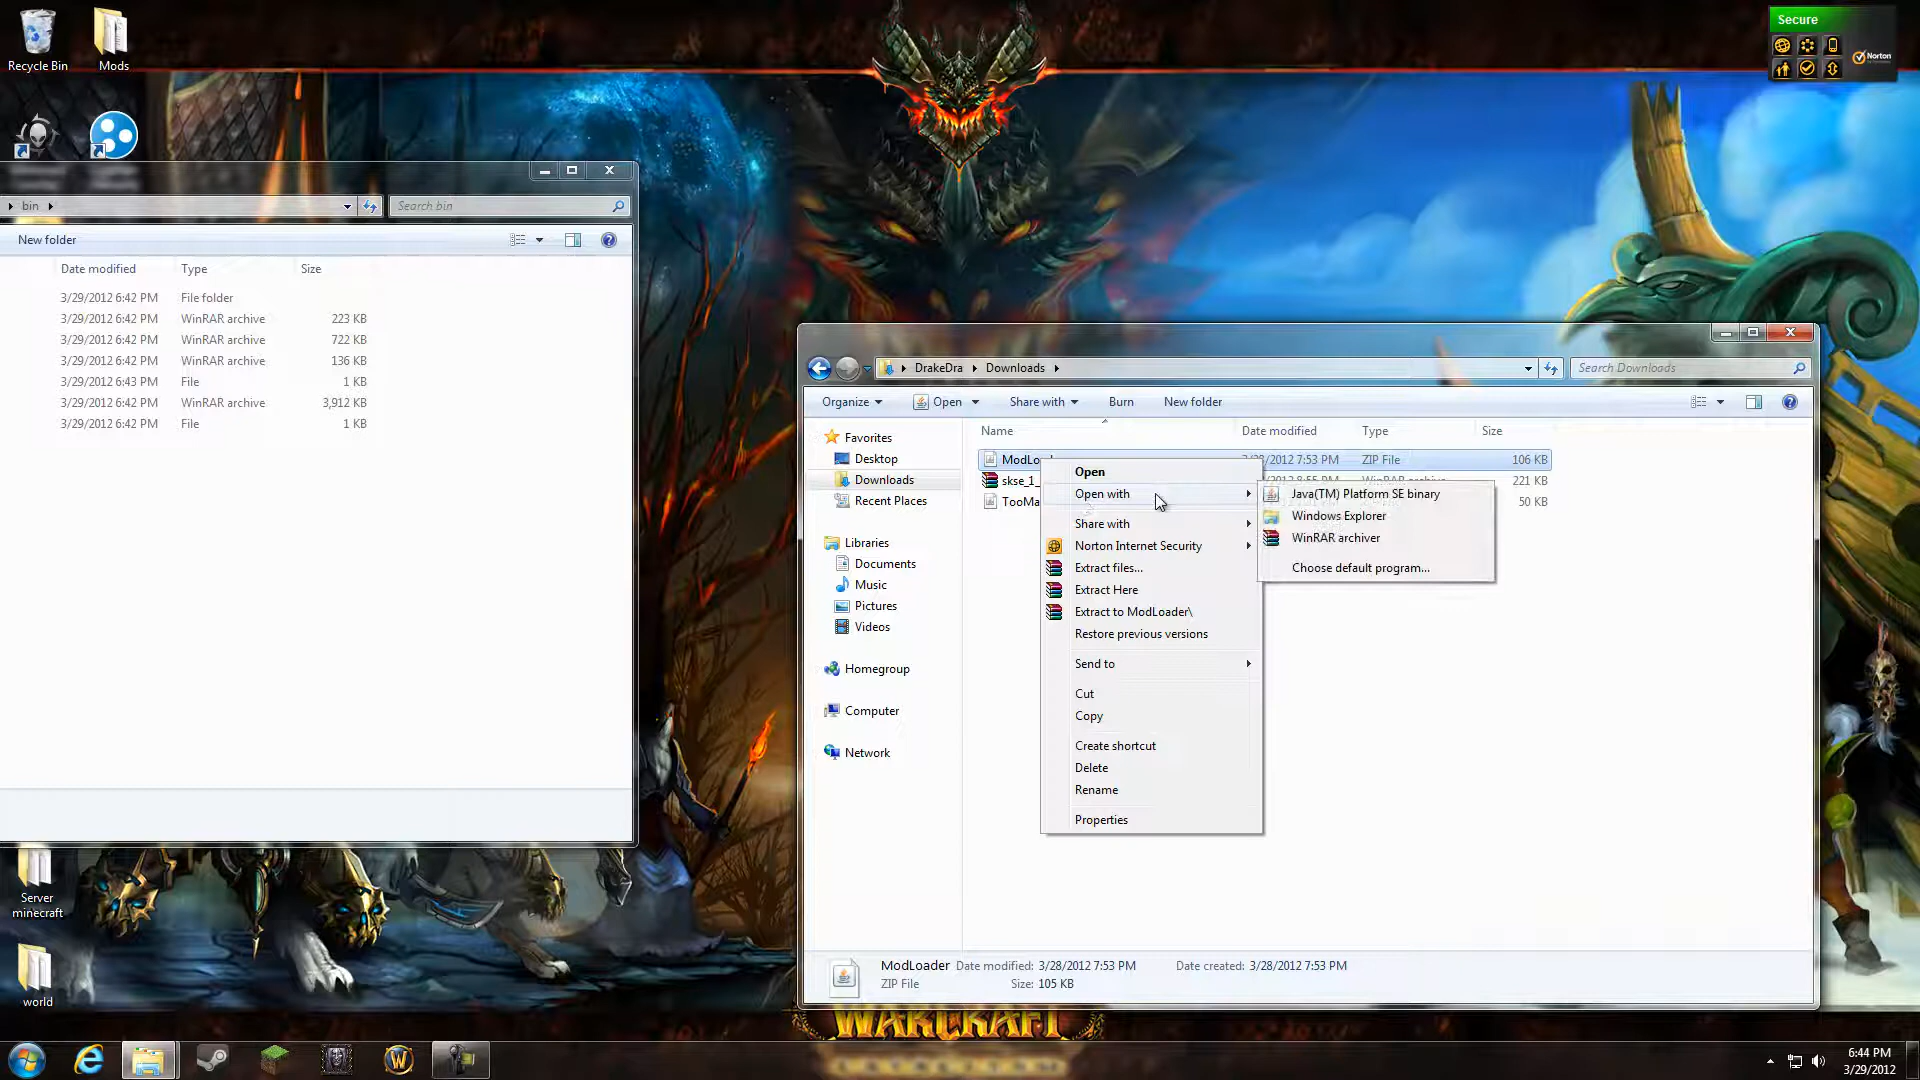 Recycle Bin
Mods
Secure
Norton
bin
Search bin
New folder
Date modified Type Size
3/29/2012 6:42 PM File folder
3/29/2012 6:42 PM WinRAR archive 223 KB
3/29/2012 6:42 PM WinRAR archive 722 KB
3/29/2012 6:42 PM WinRAR archive 136 KB
3/29/2012 6:43 PM File 1 KB
3/29/2012 6:42 PM WinRAR archive 3,912 KB
3/29/2012 6:42 PM File 1 KB
DrakeDra Downloads
Search Downloads
Organize Open Share with Burn New folder
Favorites
Desktop
Downloads
Recent Places
Libraries
Documents
Music
Pictures
Videos
Homegroup
Computer
Network
Name Date modified Type Size
ModLo 2012 7:53 PM ZIP File 106 KB
skse_1_ 221 KB
TooMa 50 KB
Open
Open with
Share with
Norton Internet Security
Extract files...
Extract Here
Extract to ModLoader\
Restore previous versions
Send to
Cut
Copy
Create shortcut
Delete
Rename
Properties
Java(TM) Platform SE binary
Windows Explorer
WinRAR archiver
Choose default program...
ModLoader Date modified: 3/28/2012 7:53 PM Date created: 3/28/2012 7:53 PM
ZIP File Size: 105 KB
Server
minecraft
world
WARCRAFT
6:44 PM
3/29/2012